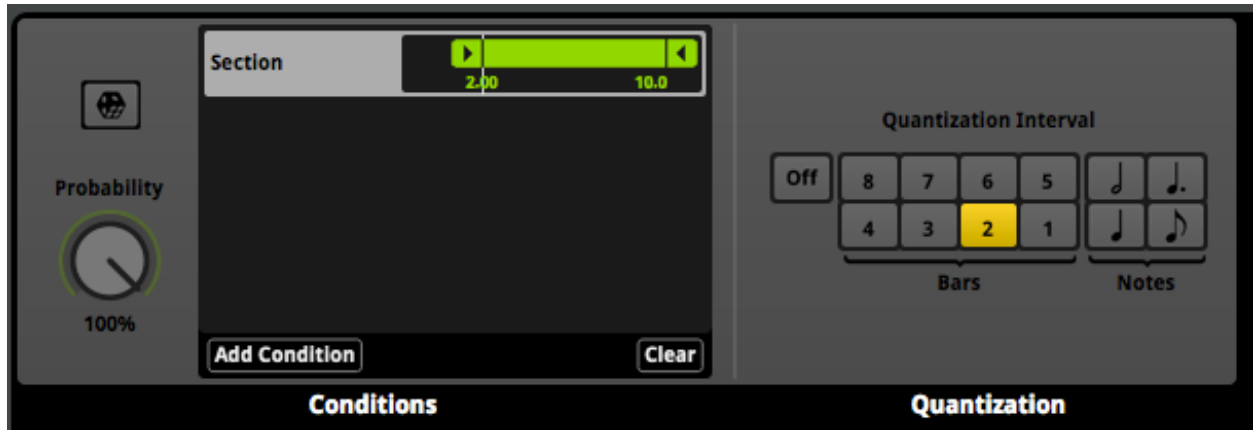 Section
2.00
10.0
Probability
100%
Add Condition
Clear
Conditions
Quantization Interval
Off
8 7 6 5
4 3 2 1
Bars
Notes
Quantization